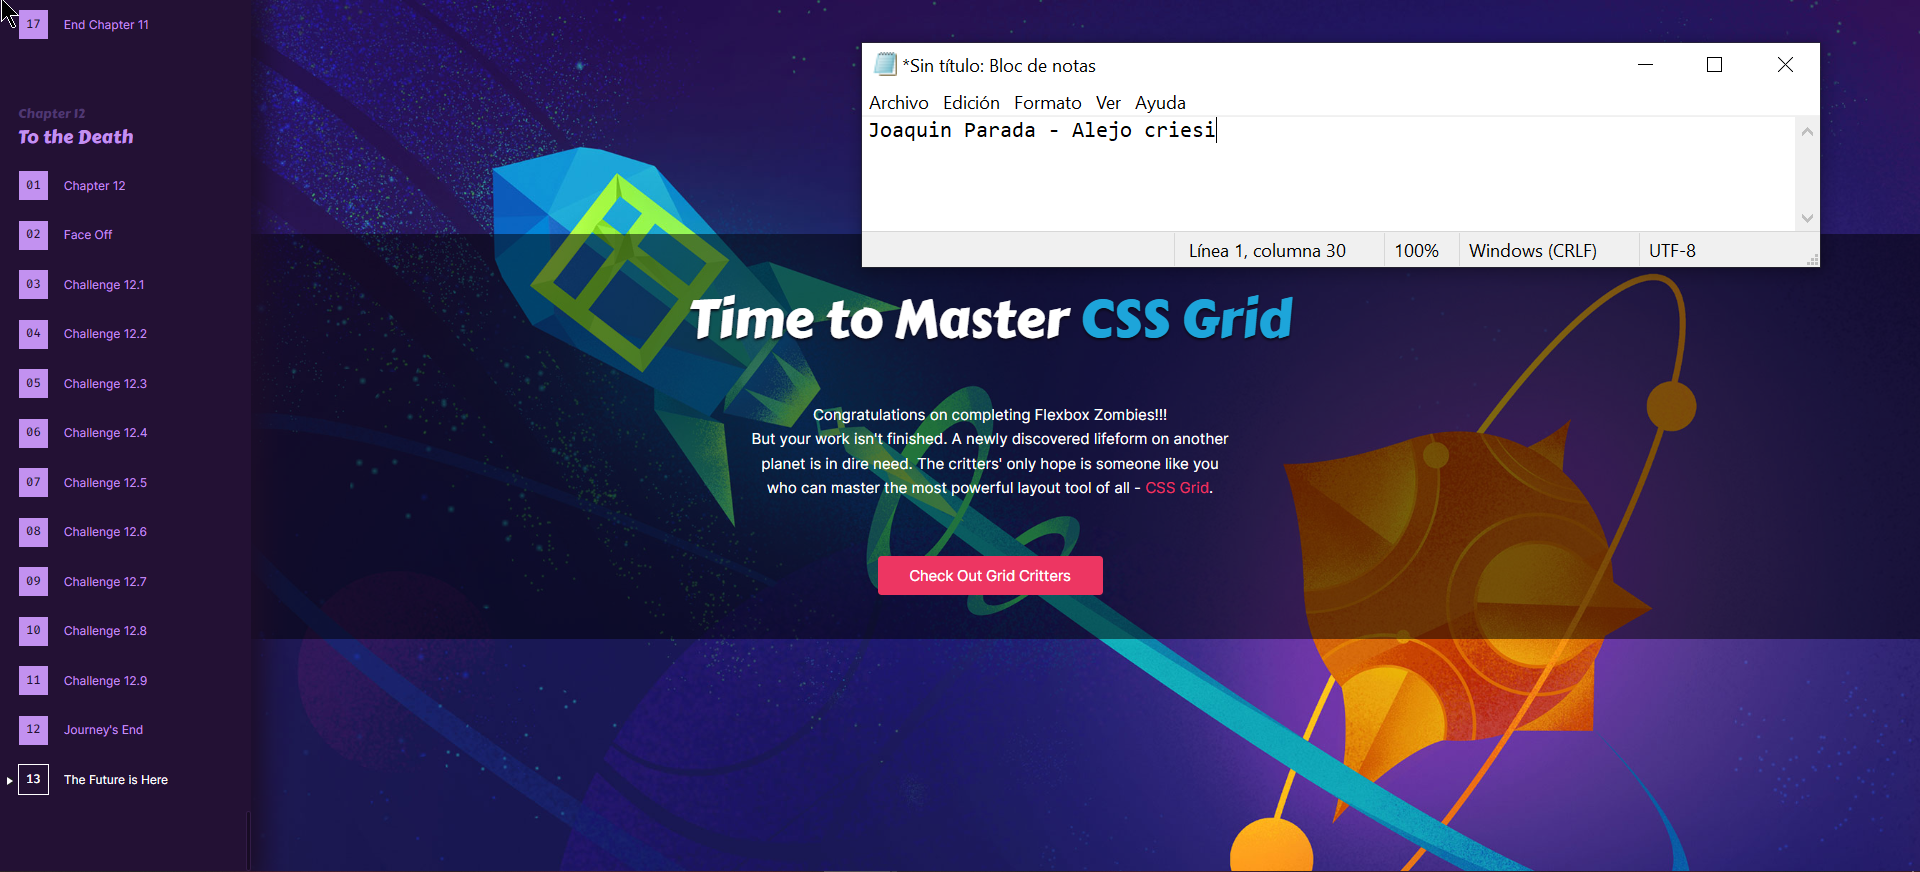 17 End Chapter 11
Chapter 12
To the Death
01 Chapter 12
02 Face Off
03 Challenge 12.1
04 Challenge 12.2
05 Challenge 12.3
06 Challenge 12.4
07 Challenge 12.5
08 Challenge 12.6
09 Challenge 12.7
10 Challenge 12.8
11 Challenge 12.9
12 Journey's End
13 The Future is Here
*Sin título: Bloc de notas
Archivo Edición Formato Ver Ayuda
Joaquin Parada - Alejo criesi
Línea 1, columna 30 100% Windows (CRLF) UTF-8
Time to Master CSS Grid
Congratulations on completing Flexbox Zombies!!!
But your work isn't finished. A newly discovered lifeform on another
planet is in dire need. The critters' only hope is someone like you
who can master the most powerful layout tool of all - CSS Grid.
Check Out Grid Critters